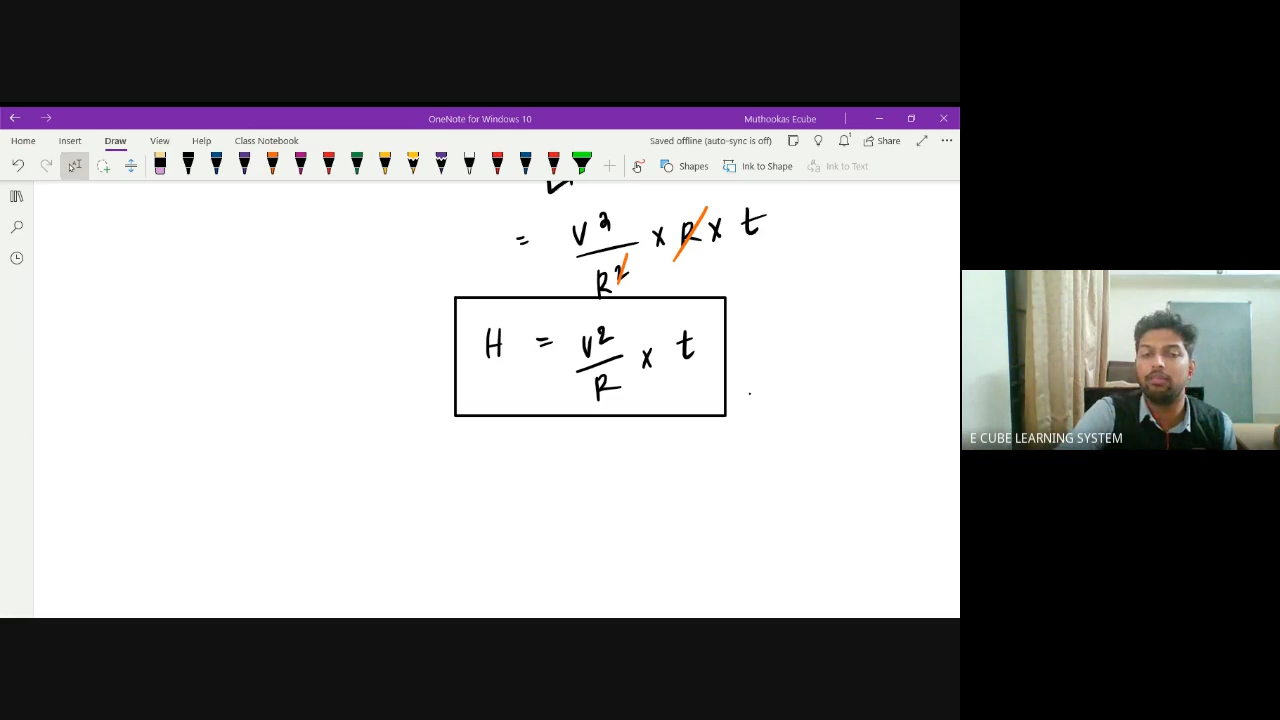 OneNote for Windows 10
Muthookas Ecube
Home Insert Draw View Help Class Notebook
Saved offline (auto-sync is off) Share
Shapes Ink to Shape Ink to Text
= V² / R² × R × t
H = V² / R × t
E CUBE LEARNING SYSTEM